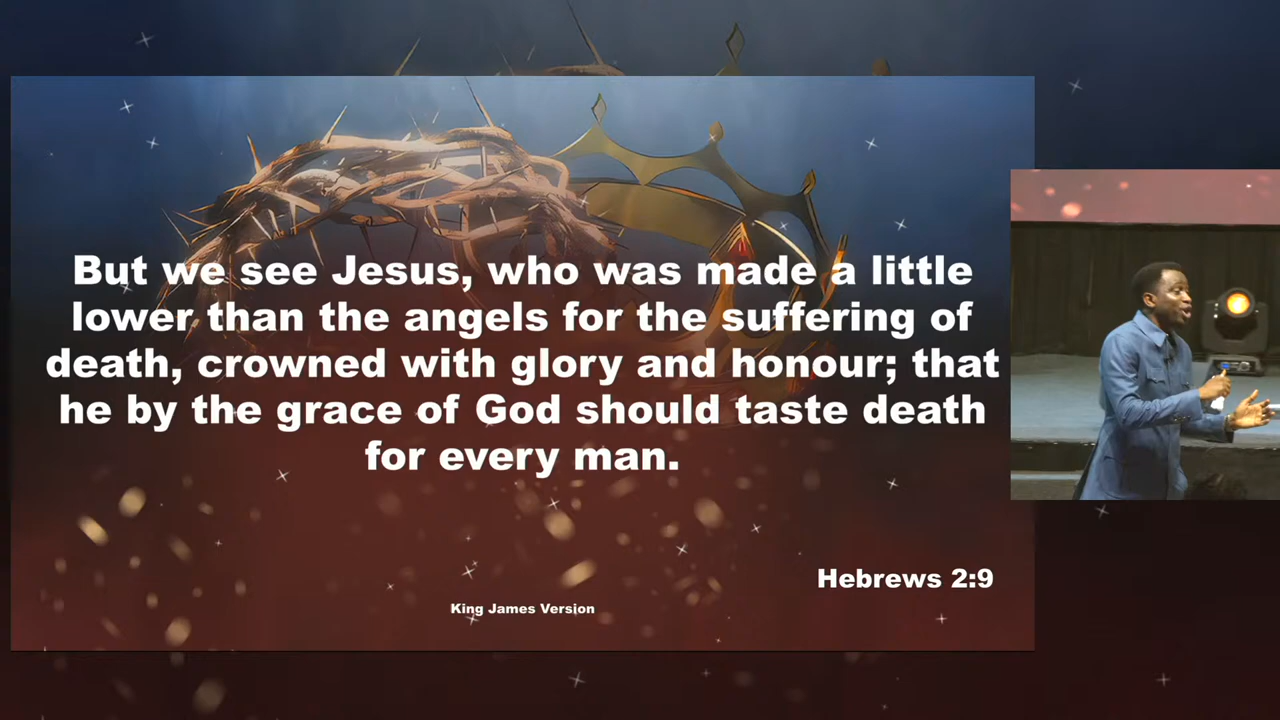 But we see Jesus, who was made a little
lower than the angels for the suffering of
death, crowned with glory and honour; that
he by the grace of God should taste death
for every man.
Hebrews 2:9
King James Version